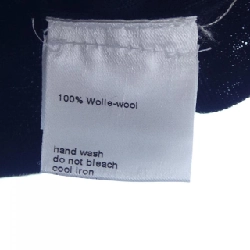 100% Wolle-wool
hand wash
do not bleach
cool iron